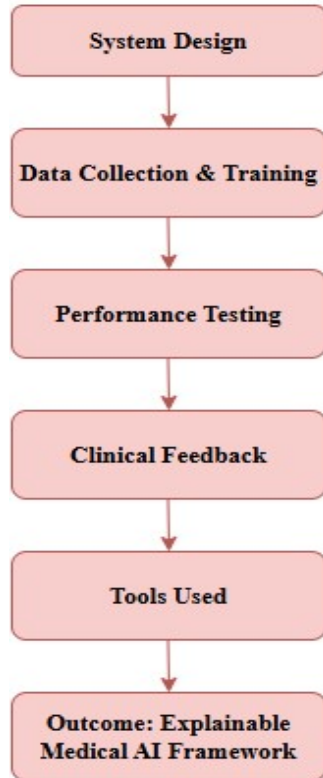 System Design
Data Collection & Training
Performance Testing
Clinical Feedback
Tools Used
Outcome: Explainable
Medical AI Framework